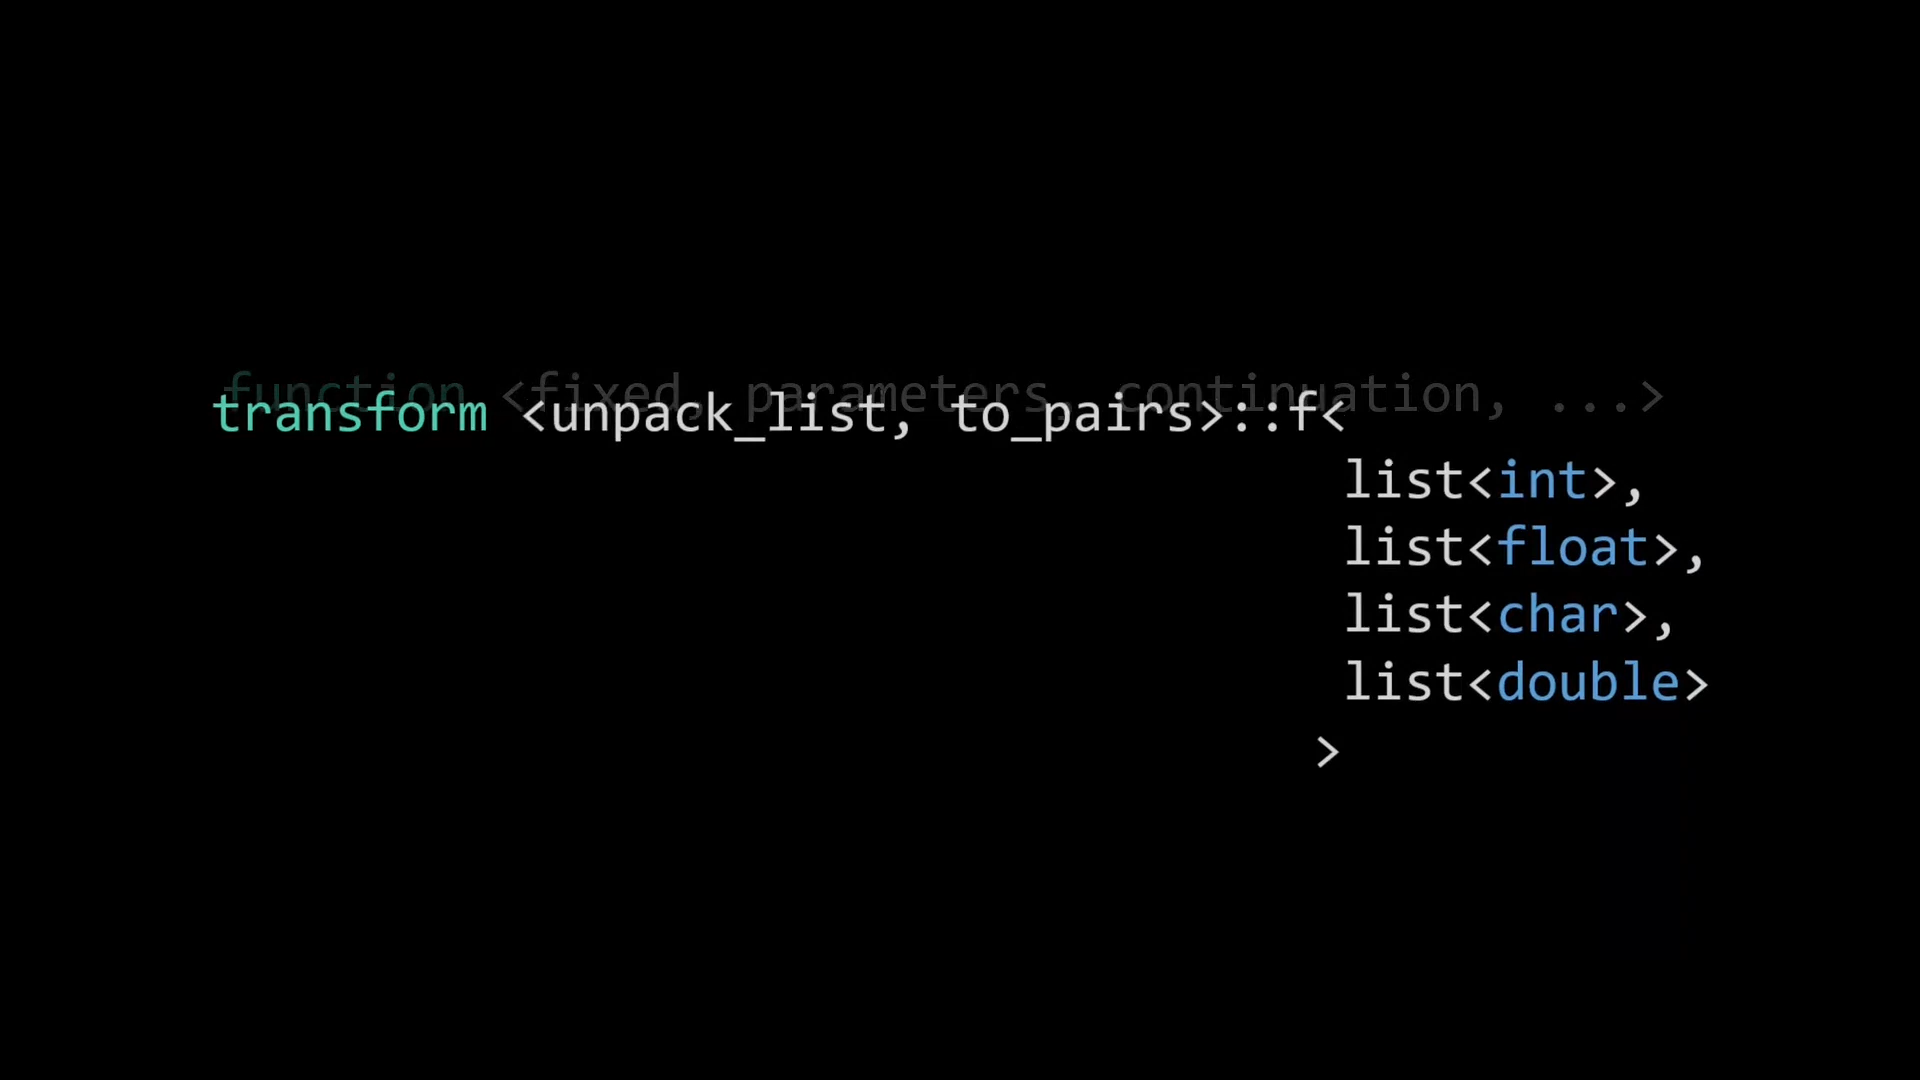 function <fixed, parameters, continuation, ...>
transform <unpack_list, to_pairs>::f<
list<int>,
list<float>,
list<char>,
list<double>
>